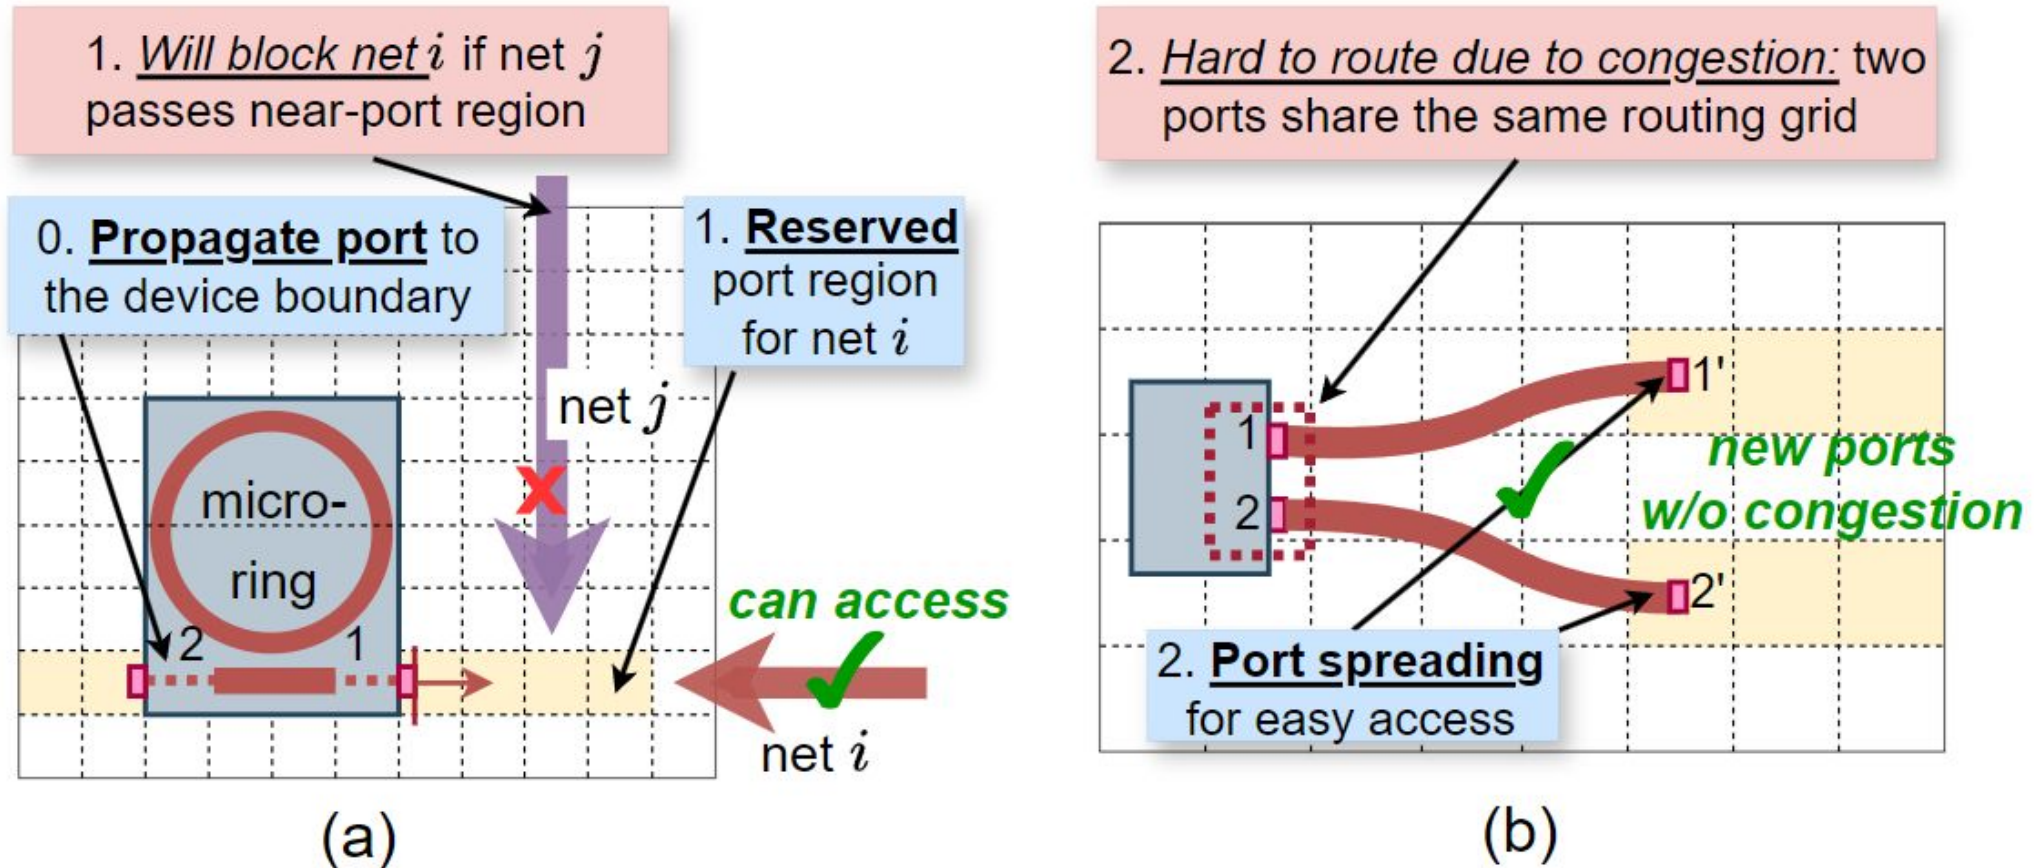 1. Will block net i if net j
passes near-port region
0. Propagate port to
the device boundary
1. Reserved
port region
for net i
net j
X
micro-
ring
2
1
can access
net i
(a)
2. Hard to route due to congestion: two
ports share the same routing grid
1
2
1'
new ports
w/o congestion
2'
2. Port spreading
for easy access
(b)